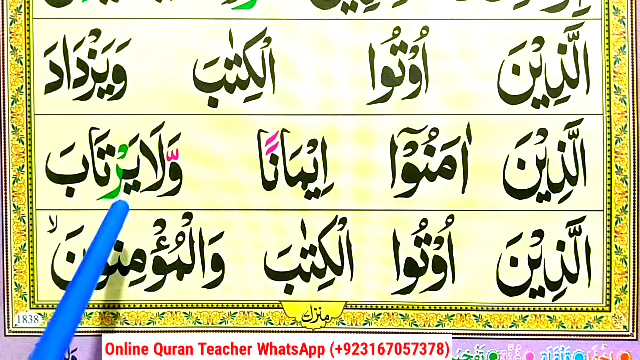 الَّذِيْنَ اُوْتُوا الْكِتٰبَ وَيَزْدَادَ
الَّذِيْنَ اٰمَنُوْۤا اِيْمَانًا وَّلَا يَرْتَابَ
الَّذِيْنَ اُوْتُوا الْكِتٰبَ وَالْمُؤْمِنُوْنَ ۙ
منزل
1838
Online Quran Teacher WhatsApp (+923167057378)